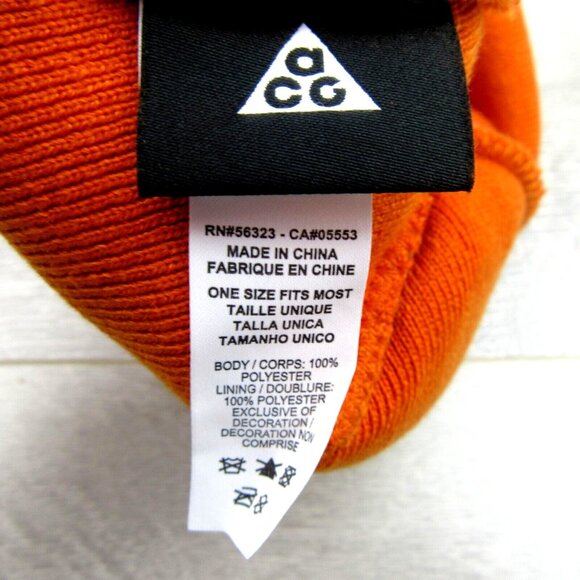 a
CG
RN#56323 - CA#05553
MADE IN CHINA
FABRIQUE EN CHINE
ONE SIZE FITS MOST
TAILLE UNIQUE
TALLA UNICA
TAMANHO UNICO
BODY / CORPS: 100%
POLYESTER
LINING / DOUBLURE:
100% POLYESTER
EXCLUSIVE OF
DECORATION /
DECORATION NON
COMPRISE